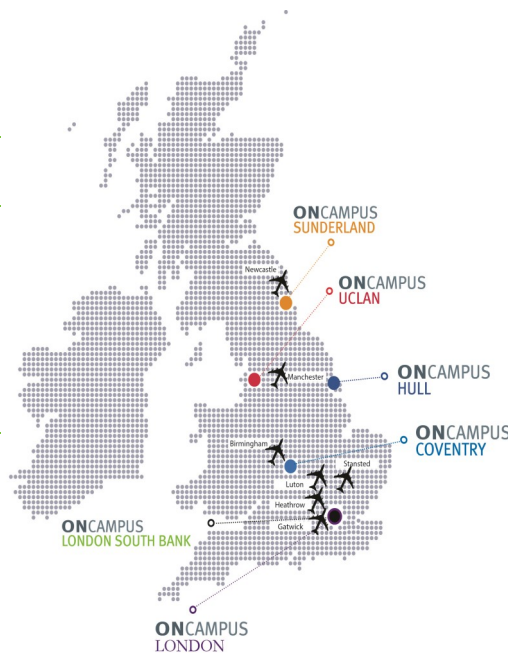 ONCAMPUS
SUNDERLAND
Newcastle
ONCAMPUS
UCLAN
Manchester
ONCAMPUS
HULL
ONCAMPUS
COVENTRY
Birmingham
Stansted
Luton
Heathrow
ONCAMPUS
LONDON SOUTH BANK
Gatwick
ONCAMPUS
LONDON